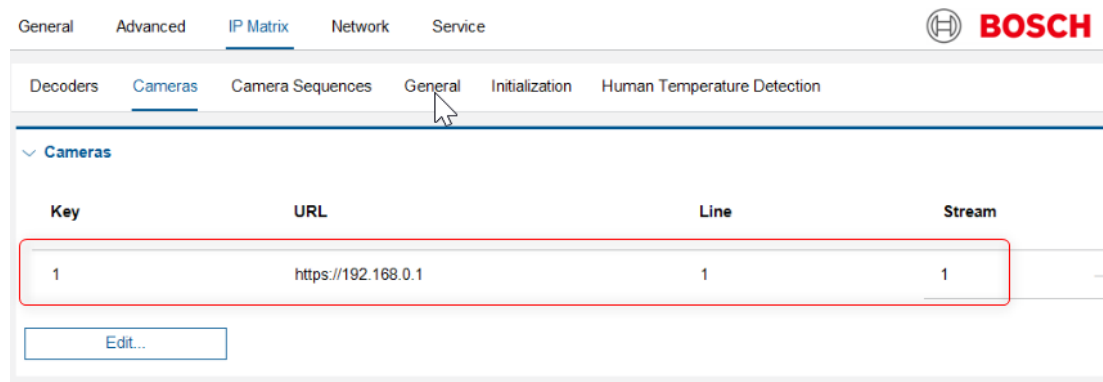 General Advanced IP Matrix Network Service BOSCH
Decoders Cameras Camera Sequences General Initialization Human Temperature Detection
Cameras
Key URL Line Stream
1 https://192.168.0.1 1 1
Edit...